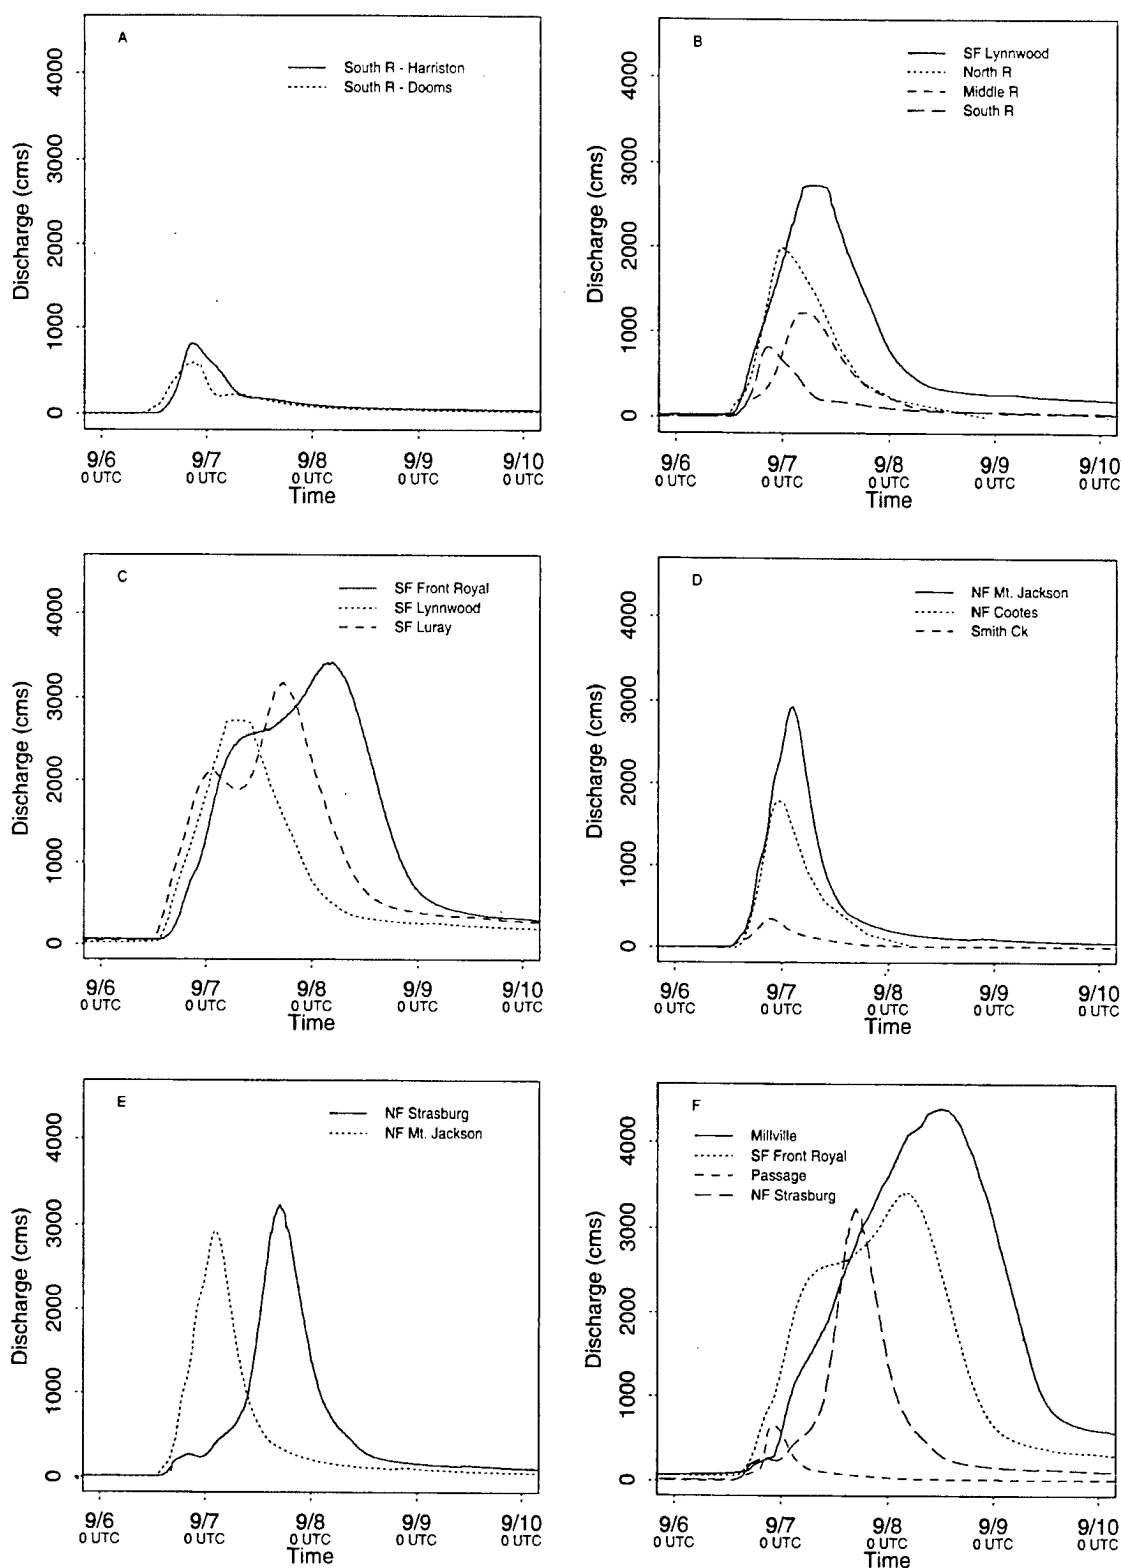 A
South R - Harriston
South R - Dooms
Discharge (cms)
4000
3000
2000
1000
0
9/6 9/7 9/8 9/9 9/10
0 UTC 0 UTC 0 UTC 0 UTC 0 UTC
Time
B
SF Lynnwood
North R
Middle R
South R
Discharge (cms)
4000
3000
2000
1000
0
9/6 9/7 9/8 9/9 9/10
0 UTC 0 UTC 0 UTC 0 UTC 0 UTC
Time
C
SF Front Royal
SF Lynnwood
SF Luray
Discharge (cms)
4000
3000
2000
1000
0
9/6 9/7 9/8 9/9 9/10
0 UTC 0 UTC 0 UTC 0 UTC 0 UTC
Time
D
NF Mt. Jackson
NF Cootes
Smith Ck
Discharge (cms)
4000
3000
2000
1000
0
9/6 9/7 9/8 9/9 9/10
0 UTC 0 UTC 0 UTC 0 UTC 0 UTC
Time
E
NF Strasburg
NF Mt. Jackson
Discharge (cms)
4000
3000
2000
1000
0
9/6 9/7 9/8 9/9 9/10
0 UTC 0 UTC 0 UTC 0 UTC 0 UTC
Time
F
Millville
SF Front Royal
Passage
NF Strasburg
Discharge (cms)
4000
3000
2000
1000
0
9/6 9/7 9/8 9/9 9/10
0 UTC 0 UTC 0 UTC 0 UTC 0 UTC
Time